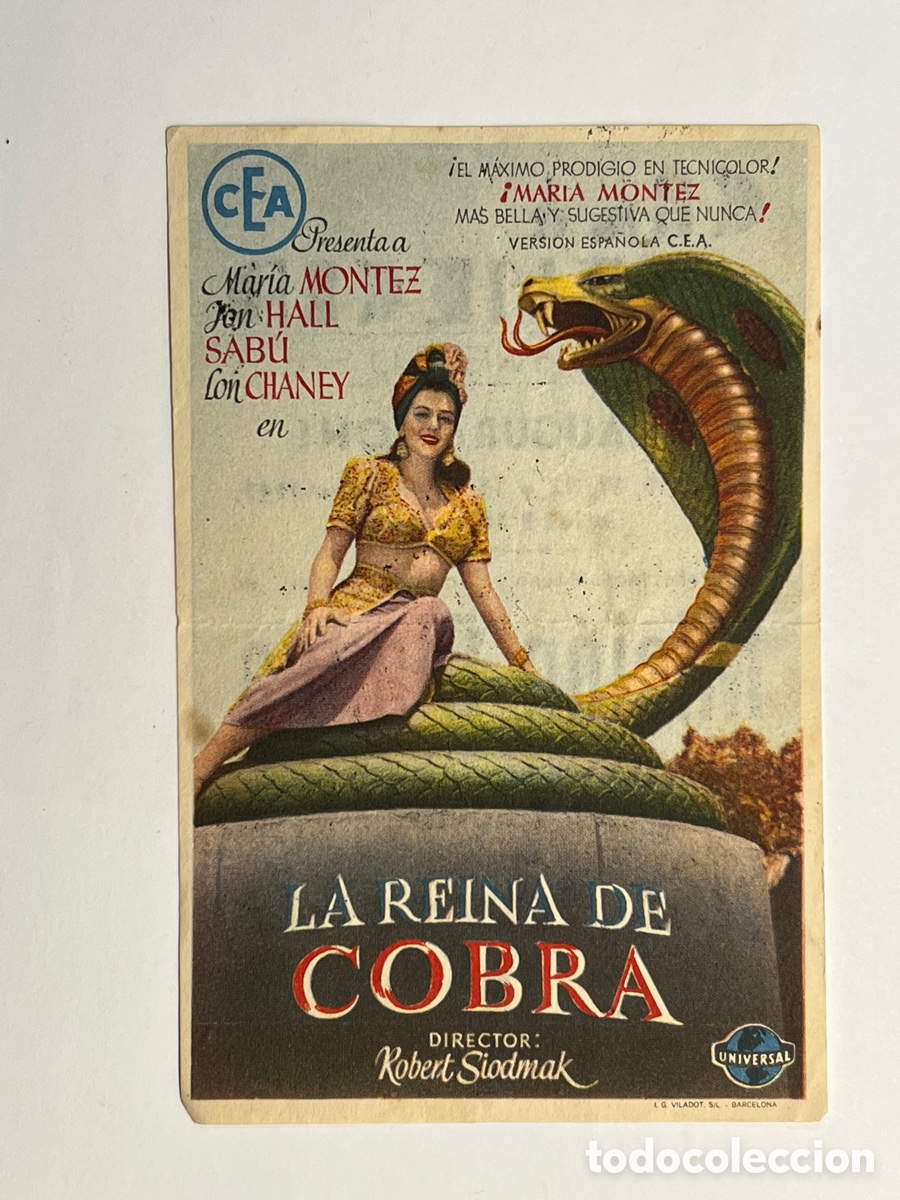 CEA
Presenta a
María MONTEZ
Jon HALL
SABÚ
Lon CHANEY
en
¡EL MÁXIMO PRODIGIO EN TECNICOLOR!
¡MARIA MONTEZ
MAS BELLA Y SUGESTIVA QUE NUNCA!
VERSION ESPAÑOLA C.E.A.
LA REINA DE
COBRA
DIRECTOR:
Robert Siodmak
UNIVERSAL
I. G. VILADOT. S/L - BARCELONA
todocoleccion